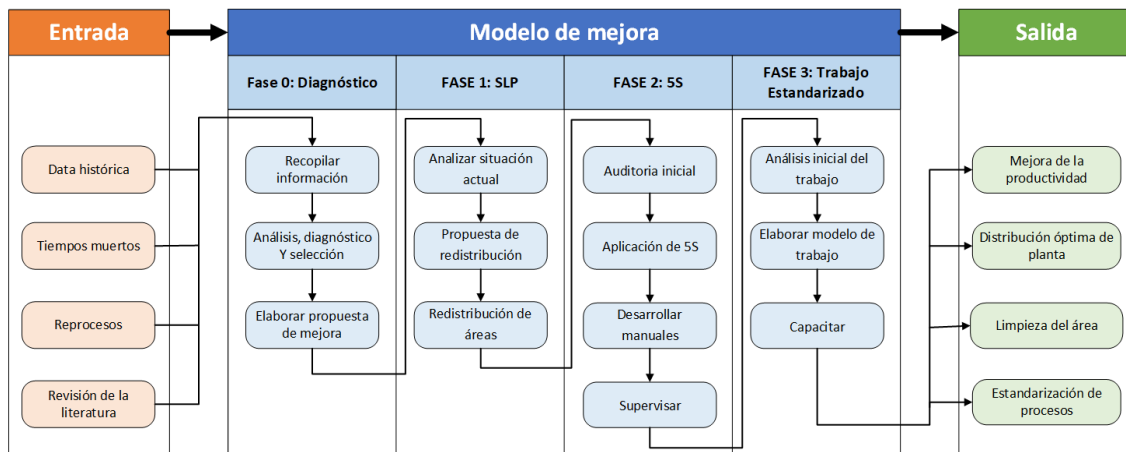 Entrada
Modelo de mejora
Salida
Fase 0: Diagnóstico
FASE 1: SLP
FASE 2: 5S
FASE 3: Trabajo
Estandarizado
Data histórica
Tiempos muertos
Reprocesos
Revisión de la
literatura
Recopilar
información
Análisis, diagnóstico
Y selección
Elaborar propuesta
de mejora
Analizar situación
actual
Propuesta de
redistribución
Redistribución de
áreas
Auditoria inicial
Aplicación de 5S
Desarrollar
manuales
Supervisar
Análisis inicial del
trabajo
Elaborar modelo de
trabajo
Capacitar
Mejora de la
productividad
Distribución óptima de
planta
Limpieza del área
Estandarización de
procesos